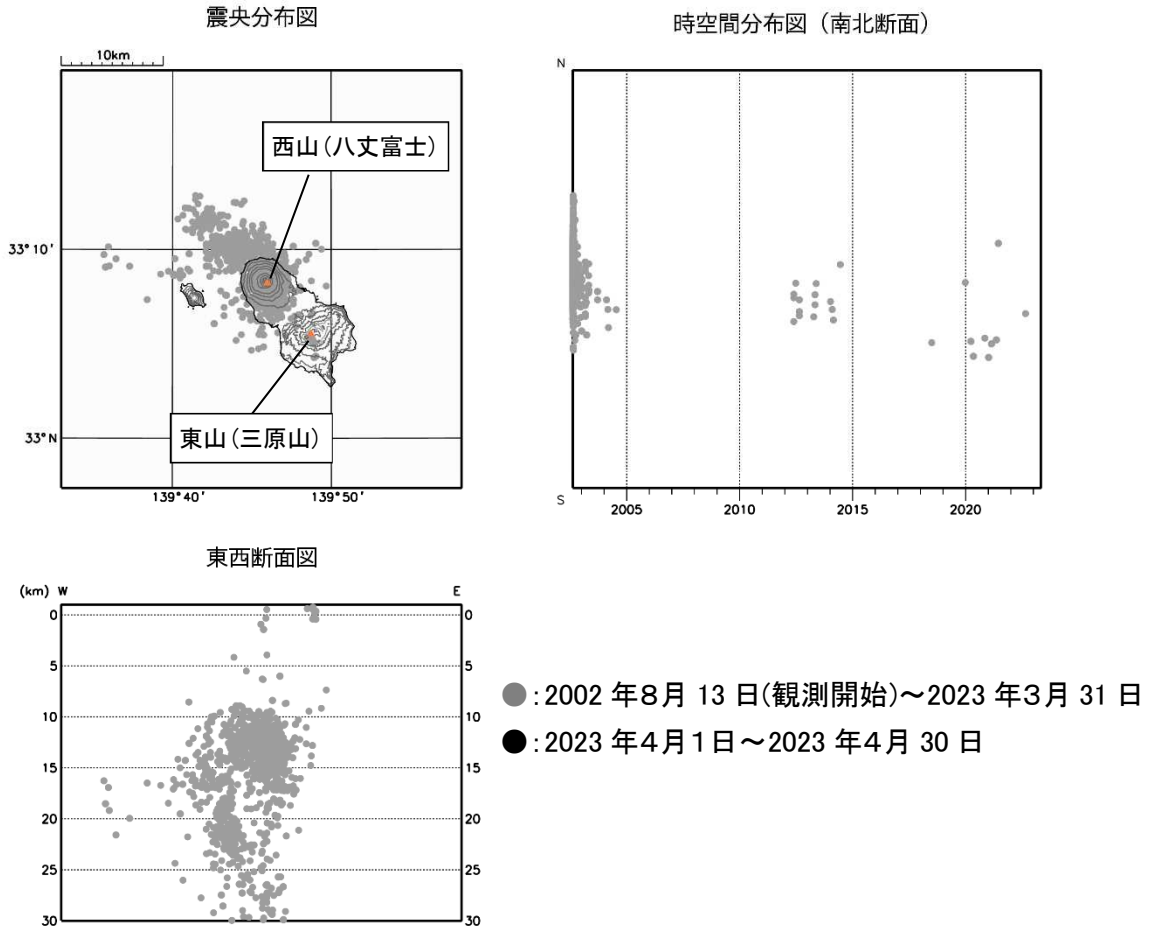 震央分布図
時空間分布図（南北断面）
10km
N
西山（八丈富士）
33°10'
33°N
東山（三原山）
139°40' 139°50'
S
2005 2010 2015 2020
東西断面図
(km) W E
0 0
5 5
10 10
15 15
20 20
25 25
30 30
●：2002 年８月 13 日(観測開始)～2023 年３月 31 日
●：2023 年４月１日～2023 年４月 30 日